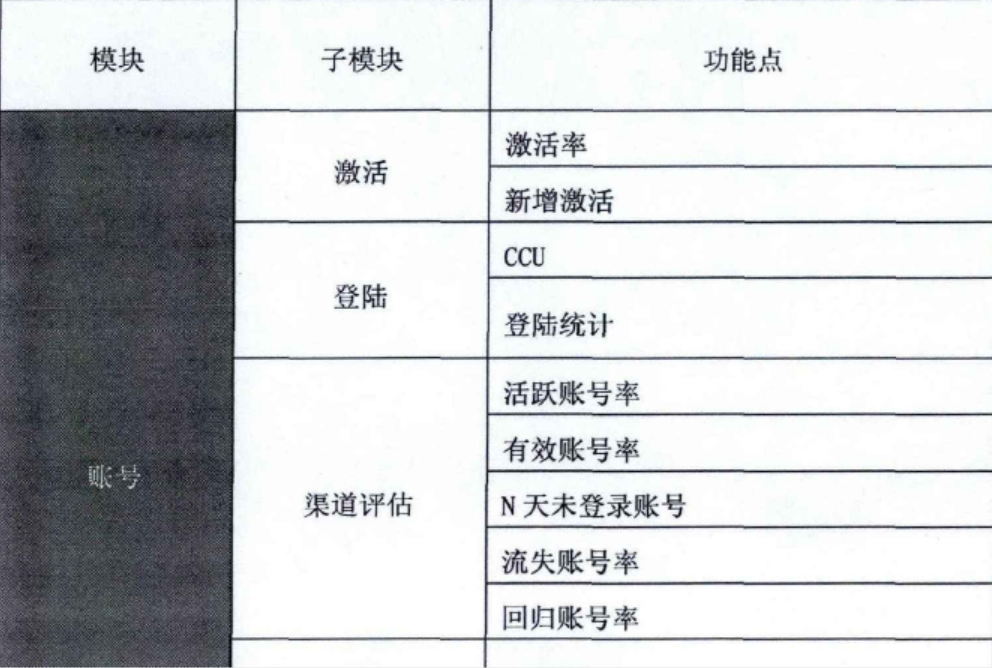 模块 子模块 功能点
激活率
激活
新增激活
CCU
登陆
登陆统计
活跃账号率
有效账号率
账号
渠道评估 N天未登录账号
流失账号率
回归账号率